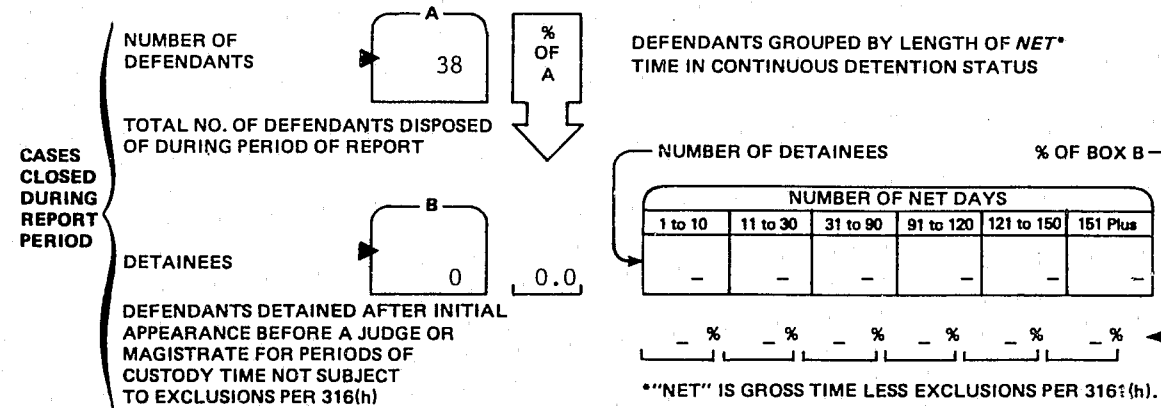 A
NUMBER OF
DEFENDANTS
38
%
OF
A
TOTAL NO. OF DEFENDANTS DISPOSED
OF DURING PERIOD OF REPORT
CASES
CLOSED
DURING
REPORT
PERIOD
B
DETAINEES
0
0.0
DEFENDANTS DETAINED AFTER INITIAL
APPEARANCE BEFORE A JUDGE OR
MAGISTRATE FOR PERIODS OF
CUSTODY TIME NOT SUBJECT
TO EXCLUSIONS PER 316(h)
DEFENDANTS GROUPED BY LENGTH OF NET*
TIME IN CONTINUOUS DETENTION STATUS
NUMBER OF DETAINEES % OF BOX B
NUMBER OF NET DAYS
1 to 10 11 to 30 31 to 90 91 to 120 121 to 150 151 Plus
– – – – – –
– % – % – % – % – % – %
*"NET" IS GROSS TIME LESS EXCLUSIONS PER